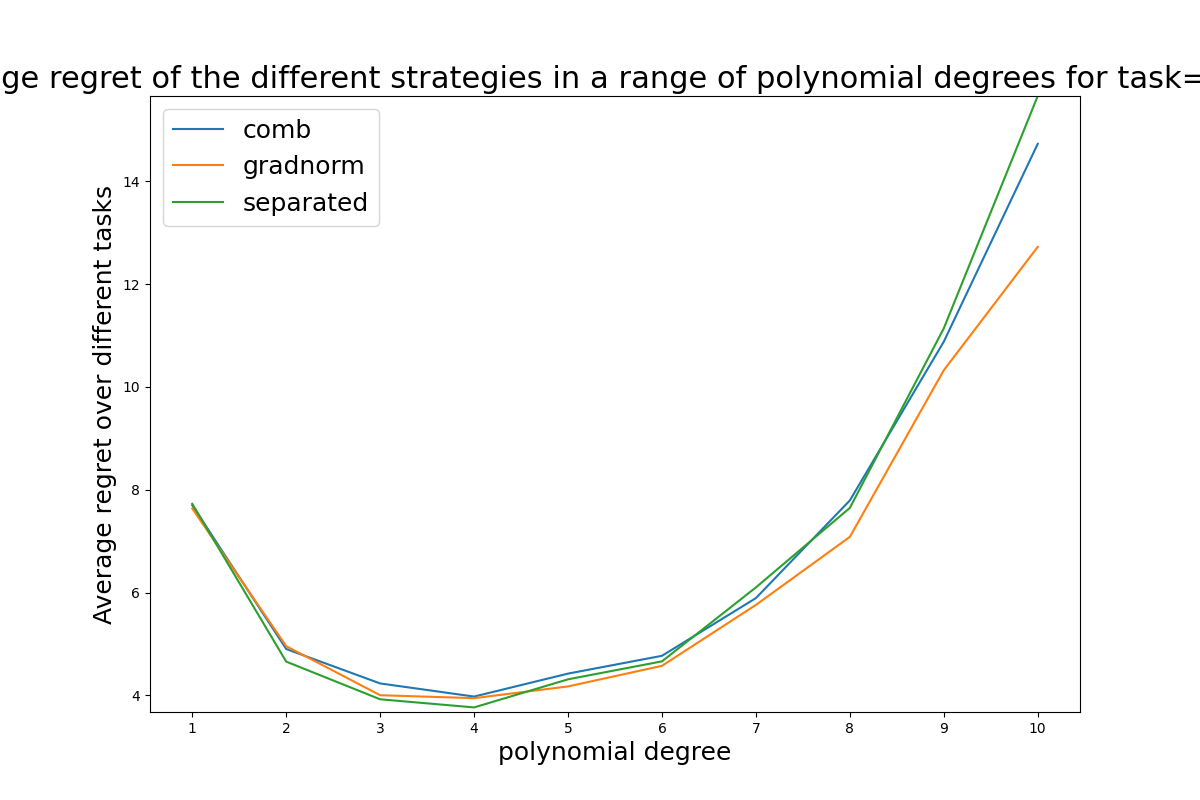 ge regret of the different strategies in a range of polynomial degrees for task=
comb
gradnorm
separated
Average regret over different tasks
14
12
10
8
6
4
1 2 3 4 5 6 7 8 9 10
polynomial degree